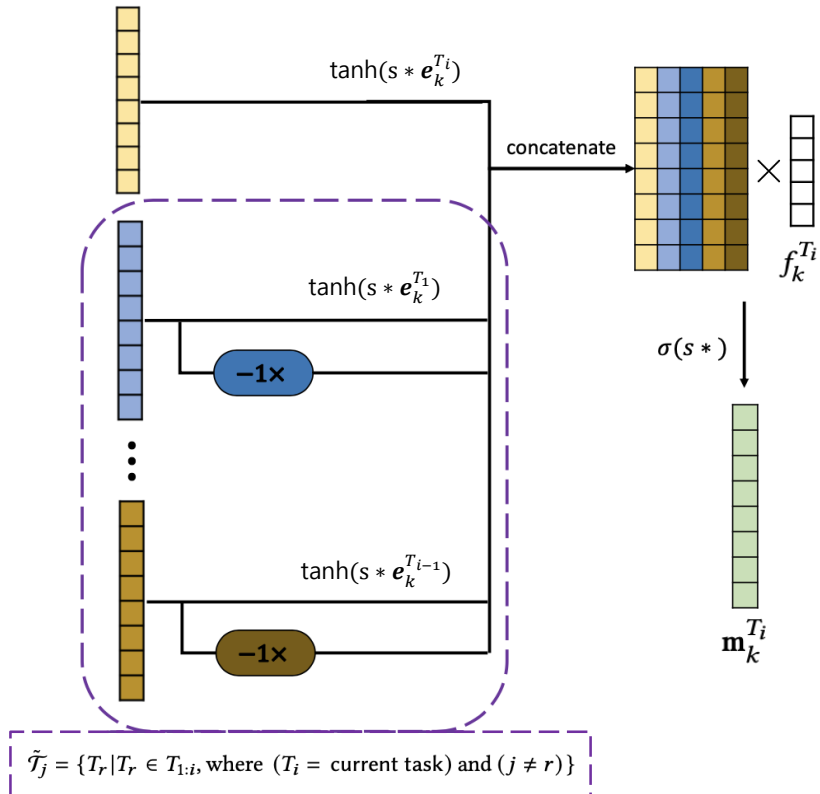 tanh(s ∗ e_k^{T_i})
concatenate
×
f_k^{T_i}
tanh(s ∗ e_k^{T_1})
−1×
σ(s ∗)
⋮
tanh(s ∗ e_k^{T_{i−1}})
−1×
m_k^{T_i}
𝒯̃_j = {T_r|T_r ∈ T_{1:i}, where (T_i = current task) and (j ≠ r)}